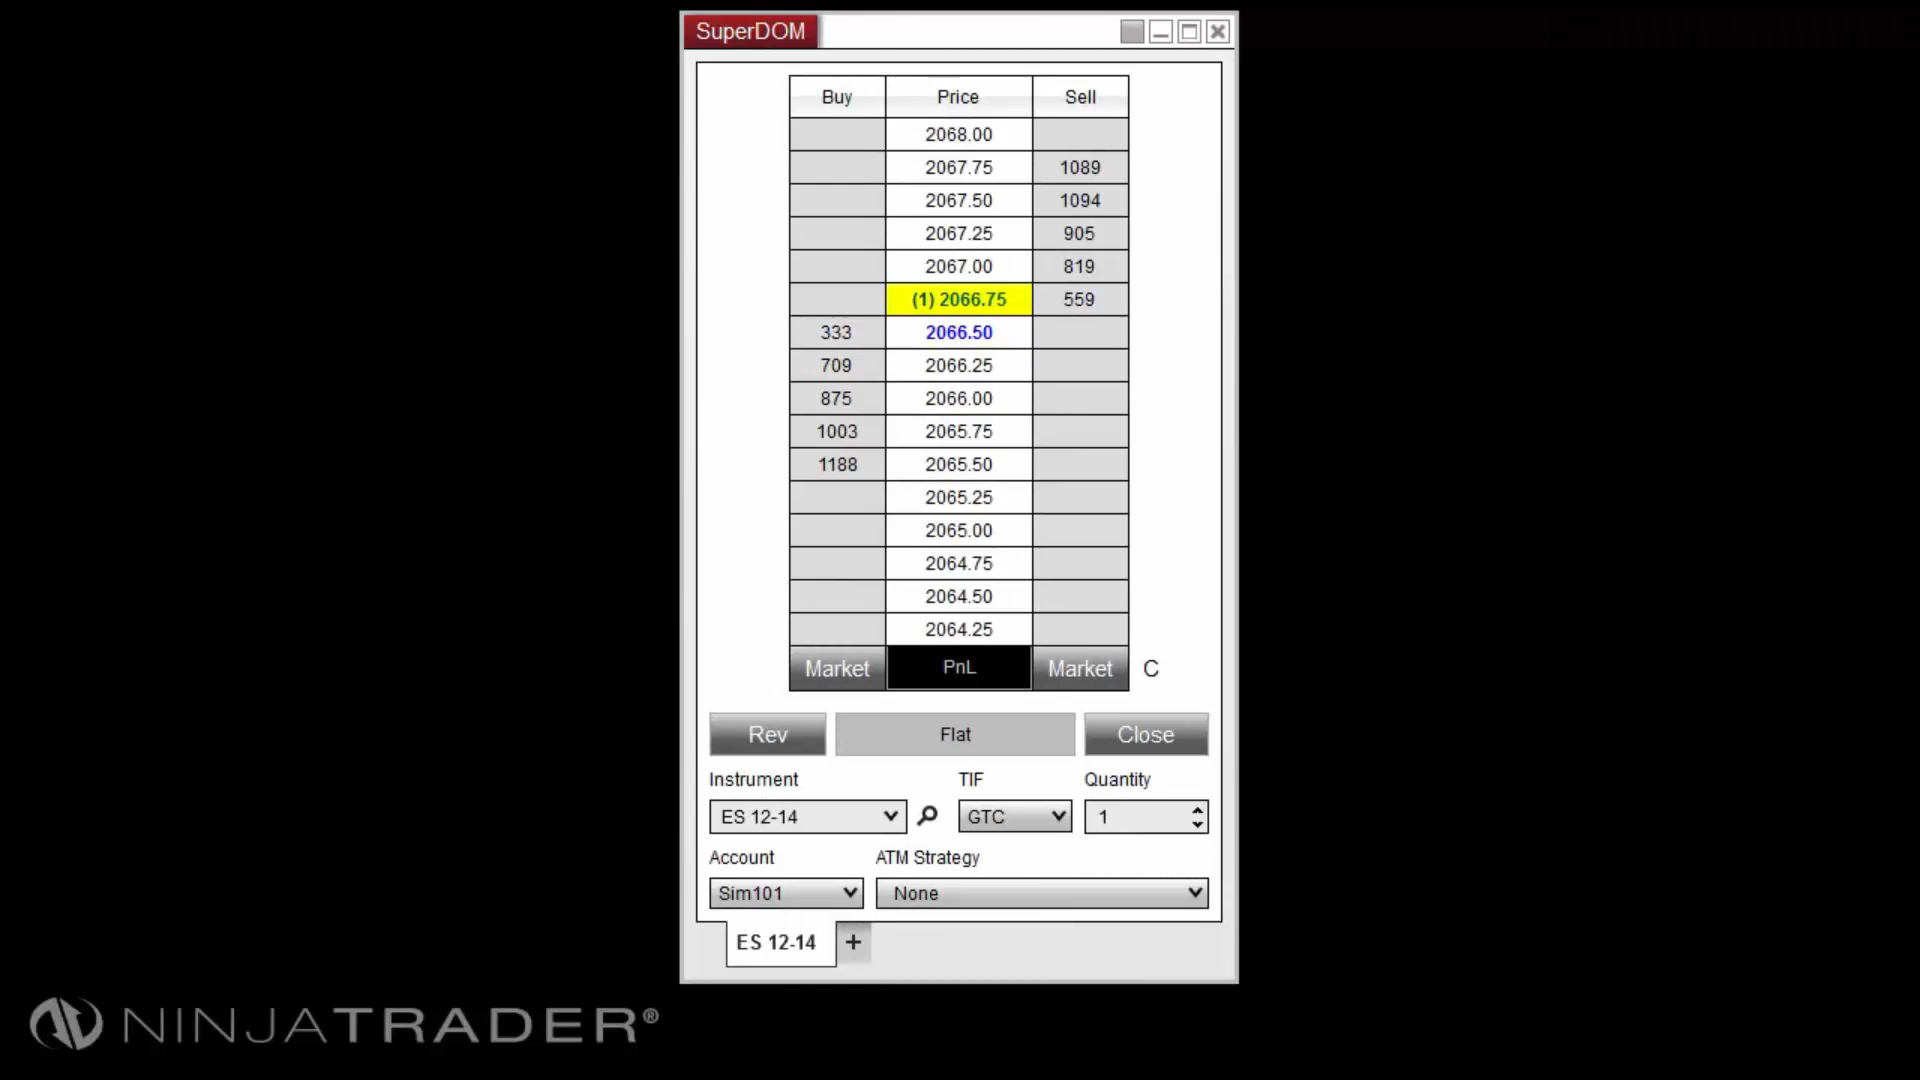 SuperDOM
Buy Price Sell
2068.00
2067.75 1089
2067.50 1094
2067.25 905
2067.00 819
(1) 2066.75 559
333 2066.50
709 2066.25
875 2066.00
1003 2065.75
1188 2065.50
2065.25
2065.00
2064.75
2064.50
2064.25
Market PnL Market C
Rev Flat Close
Instrument TIF Quantity
ES 12-14 GTC 1
Account ATM Strategy
Sim101 None
ES 12-14 +
NINJATRADER®